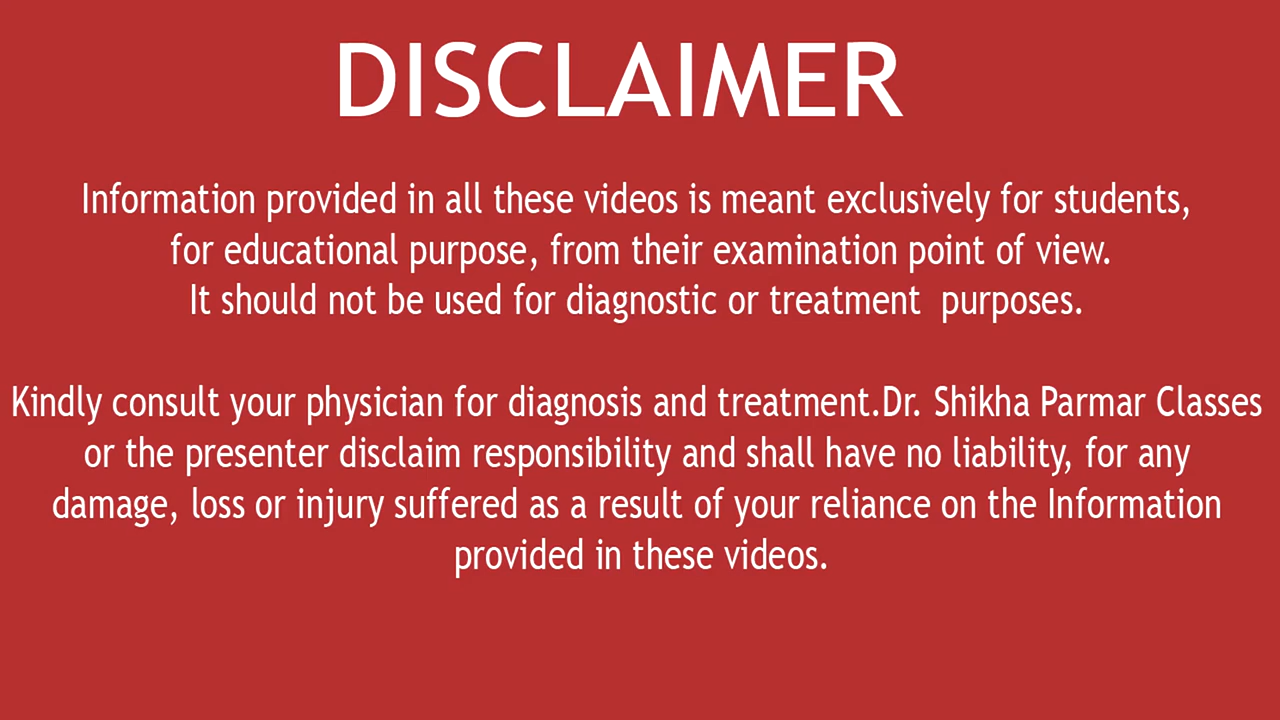 DISCLAIMER
Information provided in all these videos is meant exclusively for students,
for educational purpose, from their examination point of view.
It should not be used for diagnostic or treatment  purposes.
Kindly consult your physician for diagnosis and treatment.Dr. Shikha Parmar Classes
or the presenter disclaim responsibility and shall have no liability, for any
damage, loss or injury suffered as a result of your reliance on the Information
provided in these videos.